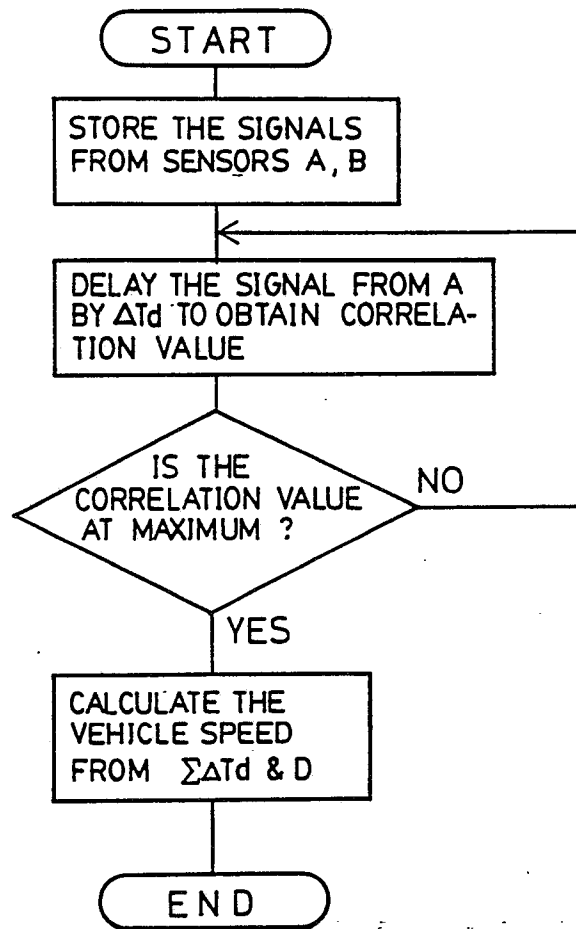 START
STORE THE SIGNALS
FROM SENSORS A, B
DELAY THE SIGNAL FROM A
BY ΔTd TO OBTAIN CORRELA-
TION VALUE
IS THE
CORRELATION VALUE
AT MAXIMUM ?
NO
YES
CALCULATE THE
VEHICLE SPEED
FROM ΣΔTd & D
END